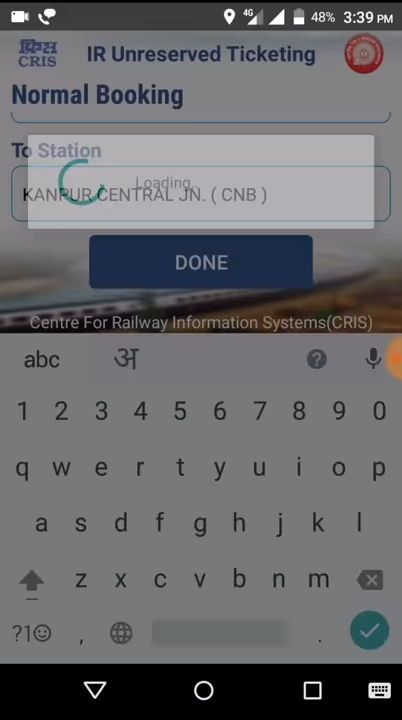 4G 48% 3:39 PM
क्रिस
CRIS
IR Unreserved Ticketing
Normal Booking
To Station
Loading.
KANPUR CENTRAL JN. ( CNB )
DONE
Centre For Railway Information Systems(CRIS)
abc अ ?
1 2 3 4 5 6 7 8 9 0
q w e r t y u i o p
a s d f g h j k l
z x c v b n m
?1☺ , .